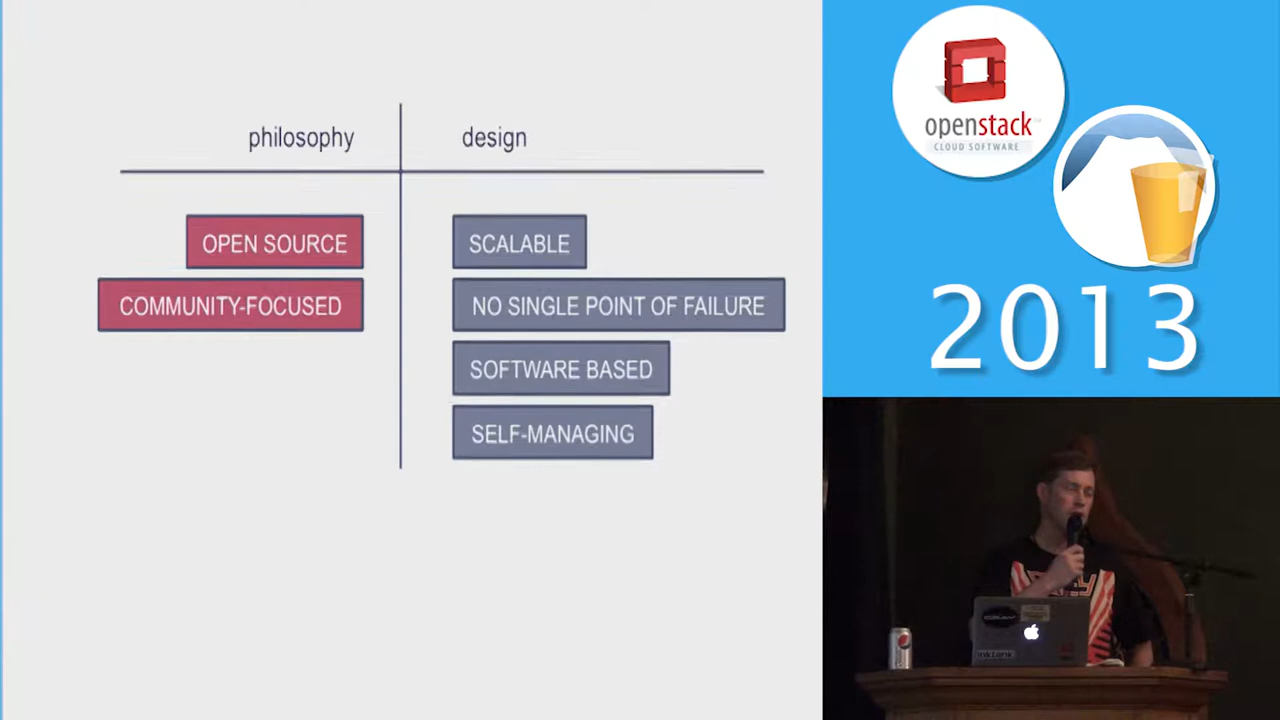 philosophy
design
OPEN SOURCE
COMMUNITY-FOCUSED
SCALABLE
NO SINGLE POINT OF FAILURE
SOFTWARE BASED
SELF-MANAGING
openstack
CLOUD SOFTWARE
2013
inktank